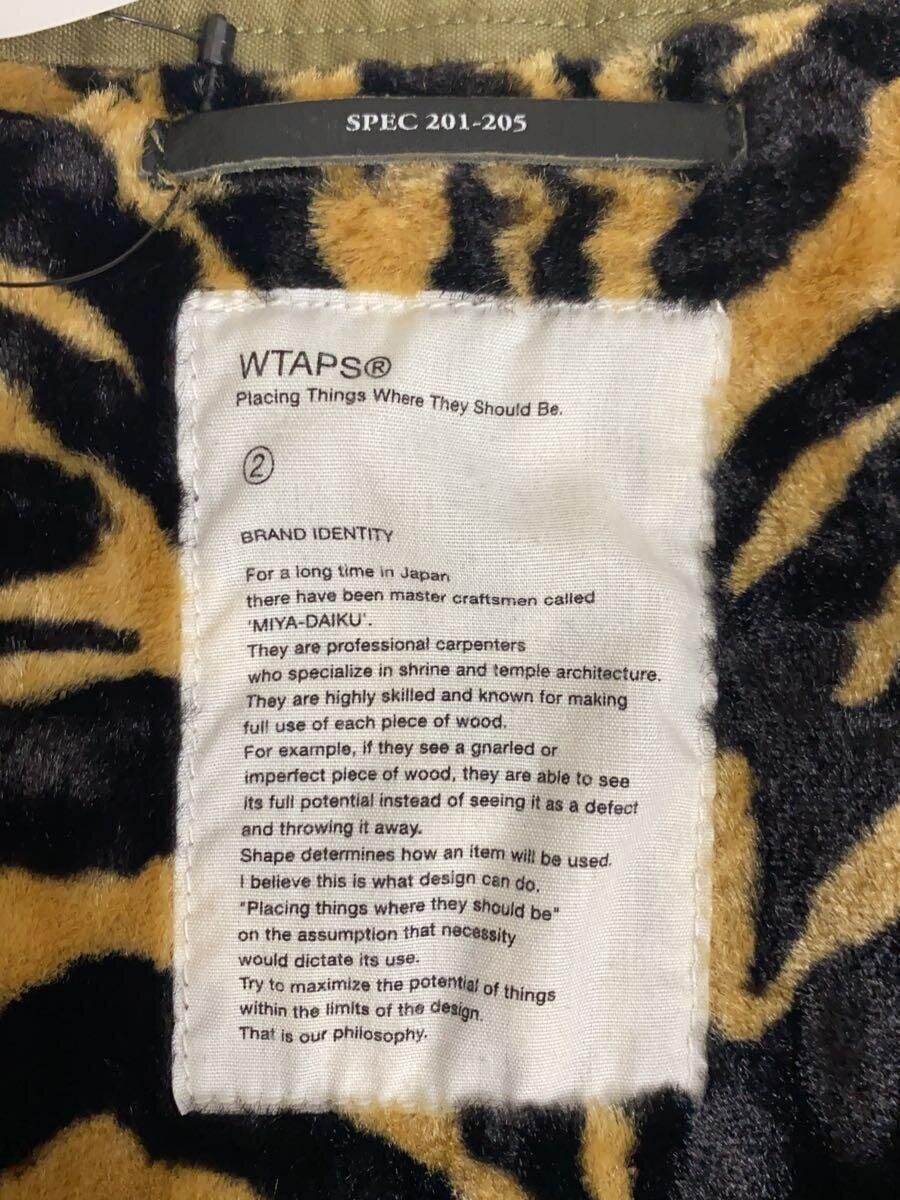 SPEC 201-205
WTAPS®
Placing Things Where They Should Be.
②
BRAND IDENTITY
For a long time in Japan
there have been master craftsmen called
'MIYA-DAIKU'.
They are professional carpenters
who specialize in shrine and temple architecture.
They are highly skilled and known for making
full use of each piece of wood.
For example, if they see a gnarled or
imperfect piece of wood, they are able to see
its full potential instead of seeing it as a defect
and throwing it away.
Shape determines how an item will be used.
I believe this is what design can do.
"Placing things where they should be"
on the assumption that necessity
would dictate its use.
Try to maximize the potential of things
within the limits of the design.
That is our philosophy.